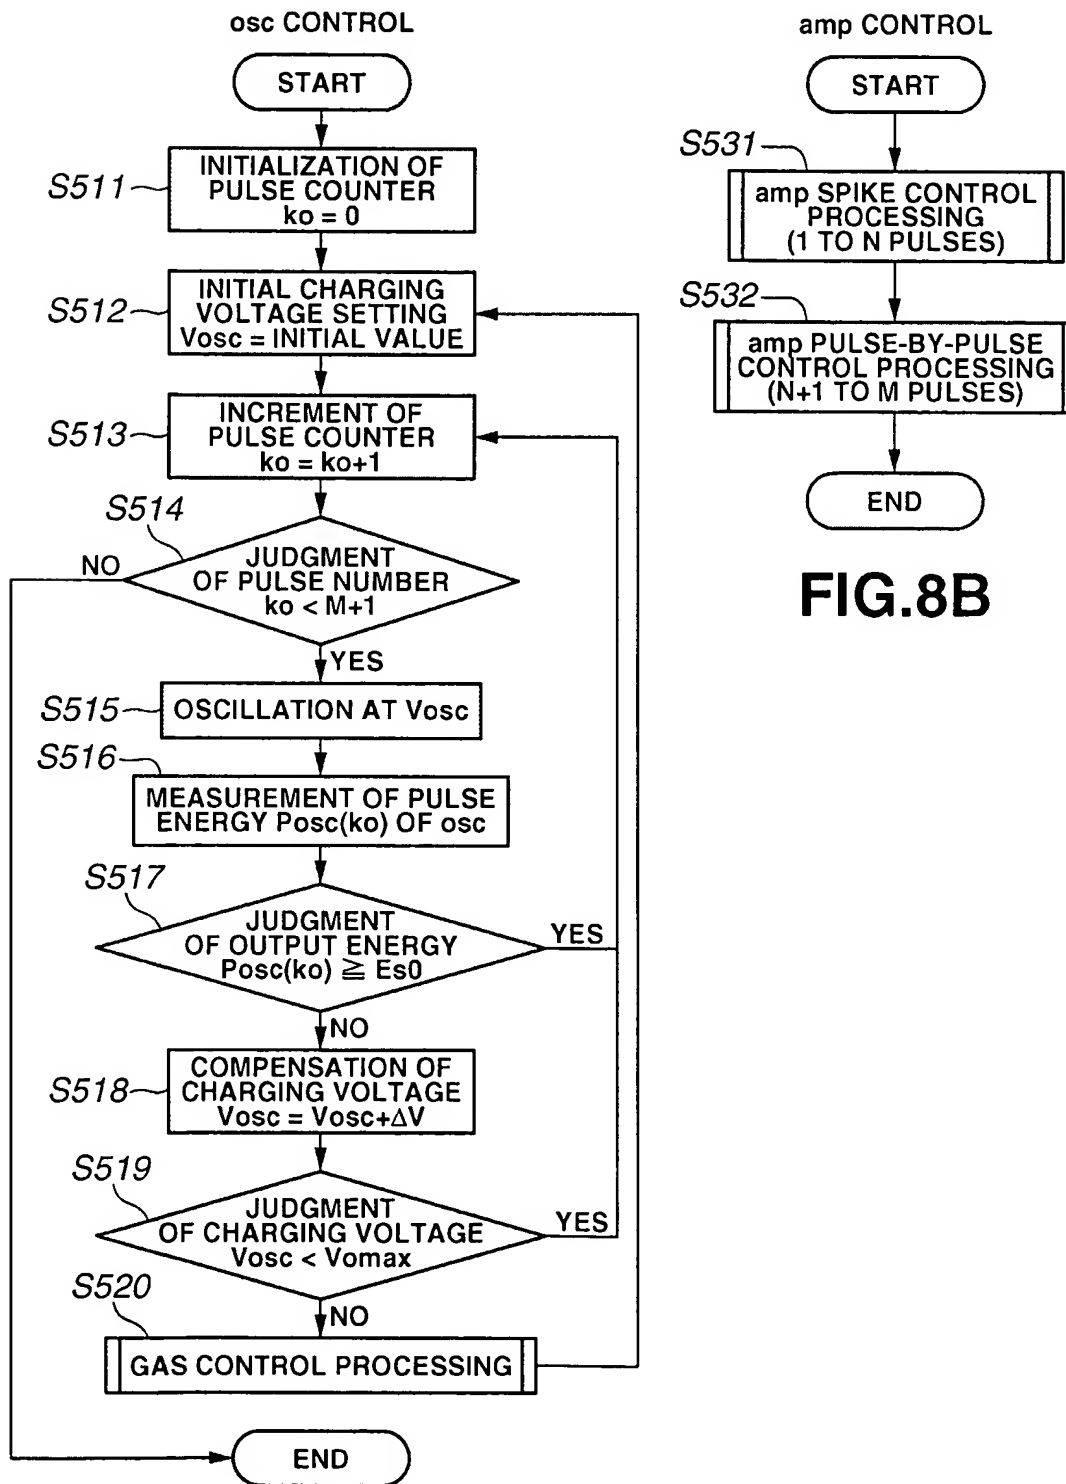 osc CONTROL
START
S511
INITIALIZATION OF
PULSE COUNTER
ko = 0
S512
INITIAL CHARGING
VOLTAGE SETTING
Vosc = INITIAL VALUE
S513
INCREMENT OF
PULSE COUNTER
ko = ko+1
S514
JUDGMENT
OF PULSE NUMBER
ko < M+1
NO
YES
S515
OSCILLATION AT Vosc
S516
MEASUREMENT OF PULSE
ENERGY Posc(ko) OF osc
S517
JUDGMENT
OF OUTPUT ENERGY
Posc(ko) ≧ Es0
YES
NO
S518
COMPENSATION OF
CHARGING VOLTAGE
Vosc = Vosc+ΔV
S519
JUDGMENT
OF CHARGING VOLTAGE
Vosc < Vomax
YES
NO
S520
GAS CONTROL PROCESSING
END
amp CONTROL
START
S531
amp SPIKE CONTROL
PROCESSING
(1 TO N PULSES)
S532
amp PULSE-BY-PULSE
CONTROL PROCESSING
(N+1 TO M PULSES)
END
FIG.8B